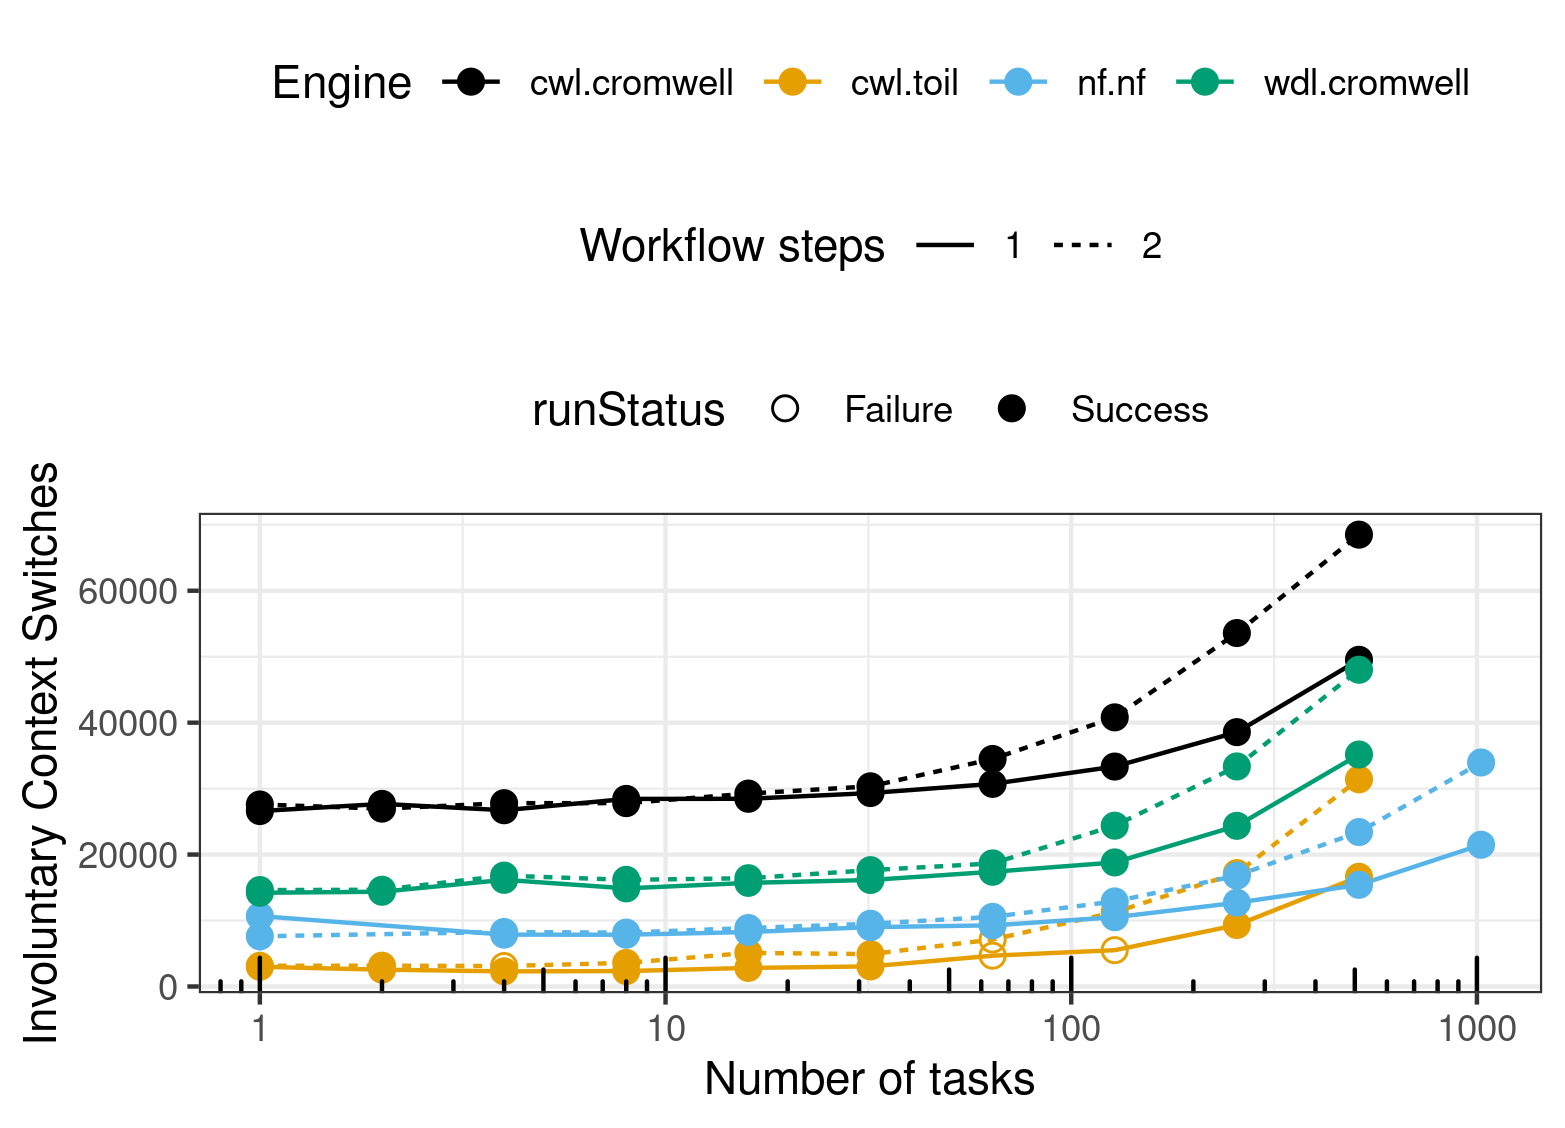 Engine cwl.cromwell cwl.toil nf.nf wdl.cromwell
Workflow steps 1 2
runStatus Failure Success
Involuntary Context Switches
60000
40000
20000
0
1 10 100 1000
Number of tasks